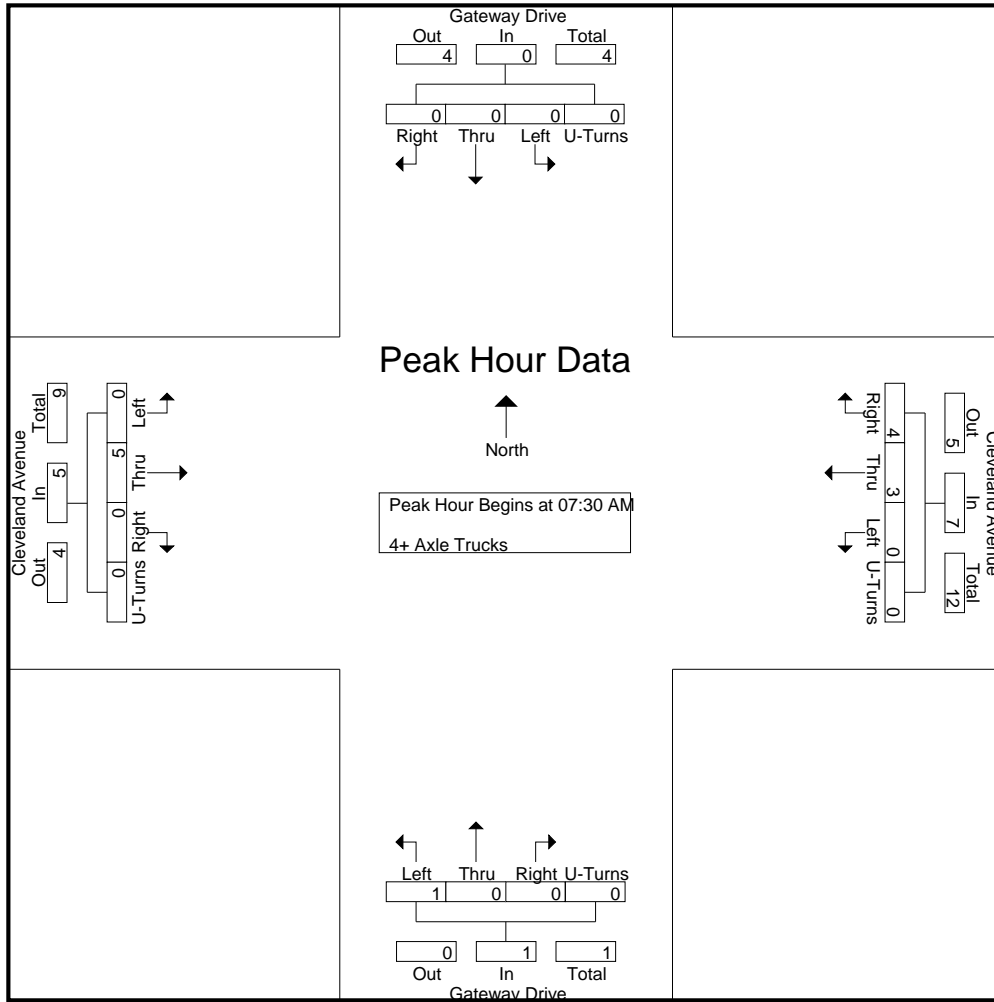 Gateway Drive
Out In Total
4 0 4
0 0 0 0
Right Thru Left U-Turns
Peak Hour Data
North
Peak Hour Begins at 07:30 AM
4+ Axle Trucks
Cleveland Avenue
Total In Out
9 5 4
0 5 0 0
Left Thru Right U-Turns
Right Thru Left U-Turns
4 3 0 0
5 7 12
Out In Total
Cleveland Avenue
Left Thru Right U-Turns
1 0 0 0
0 1 1
Out In Total
Gateway Drive